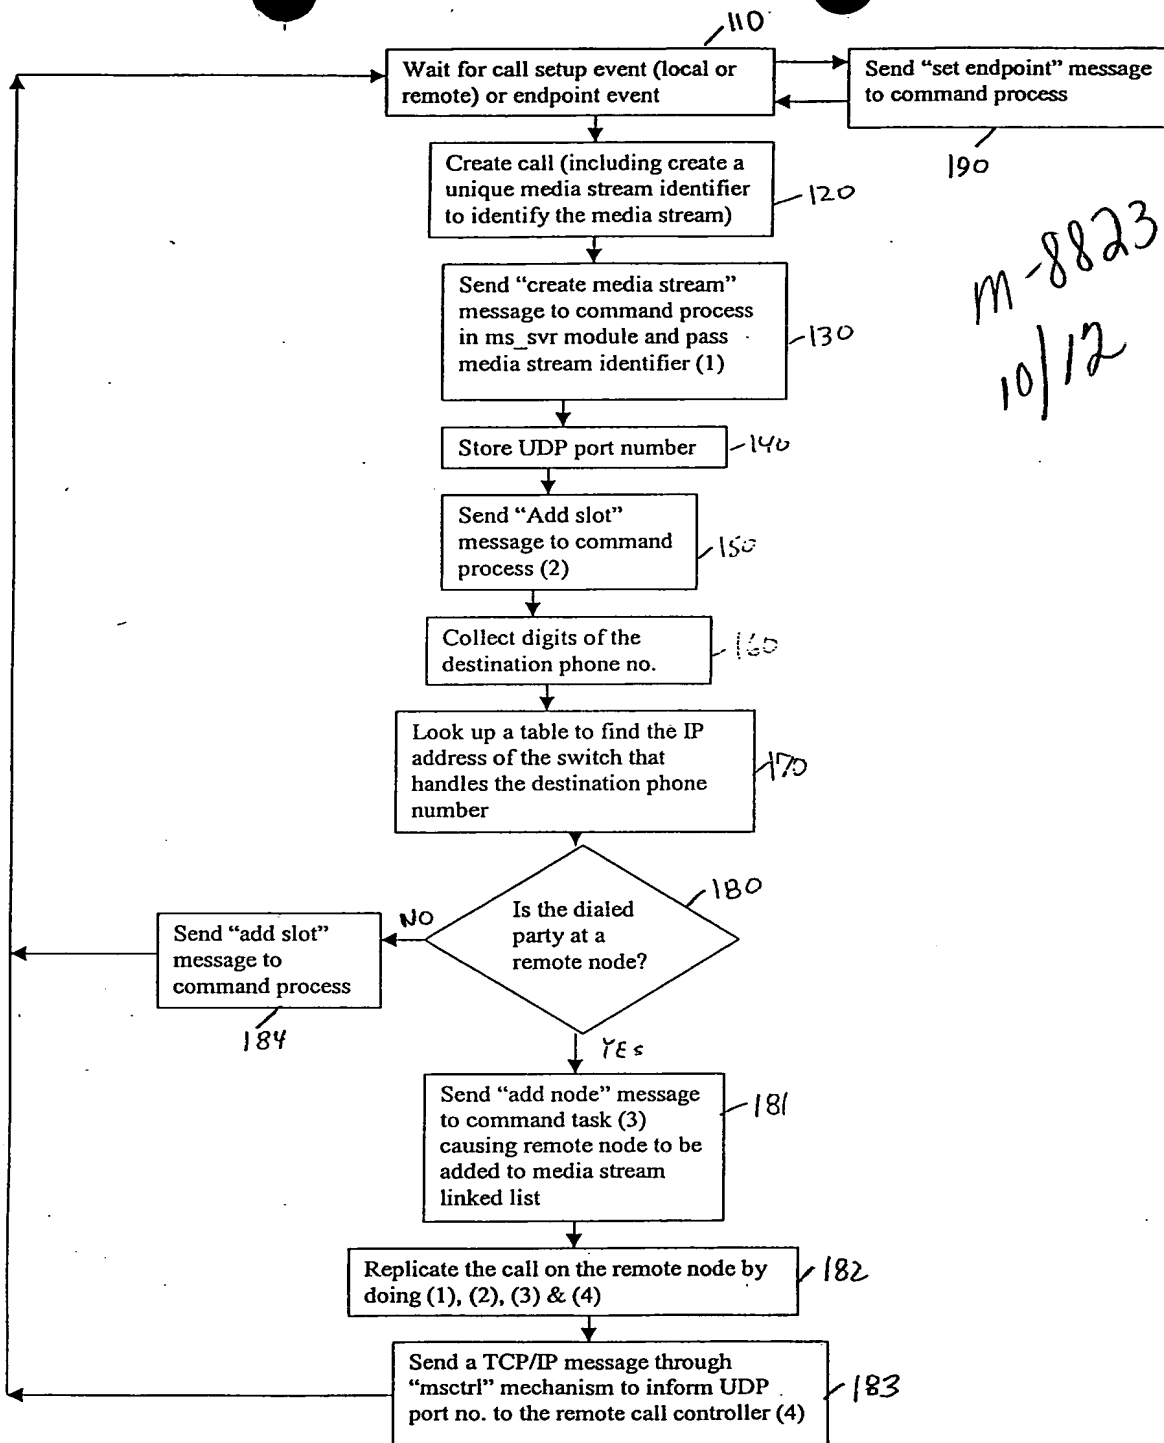 110
Wait for call setup event (local or
remote) or endpoint event
Send “set endpoint” message
to command process
190
Create call (including create a
unique media stream identifier
to identify the media stream)
120
m-8823
10/12
Send “create media stream”
message to command process
in ms_svr module and pass
media stream identifier (1)
130
Store UDP port number
140
Send “Add slot”
message to command
process (2)
150
Collect digits of the
destination phone no.
160
Look up a table to find the IP
address of the switch that
handles the destination phone
number
170
180
Is the dialed
party at a
remote node?
NO
Send “add slot”
message to
command process
184
YES
Send “add node” message
to command task (3)
causing remote node to be
added to media stream
linked list
181
Replicate the call on the remote node by
doing (1), (2), (3) & (4)
182
Send a TCP/IP message through
“msctrl” mechanism to inform UDP
port no. to the remote call controller (4)
183